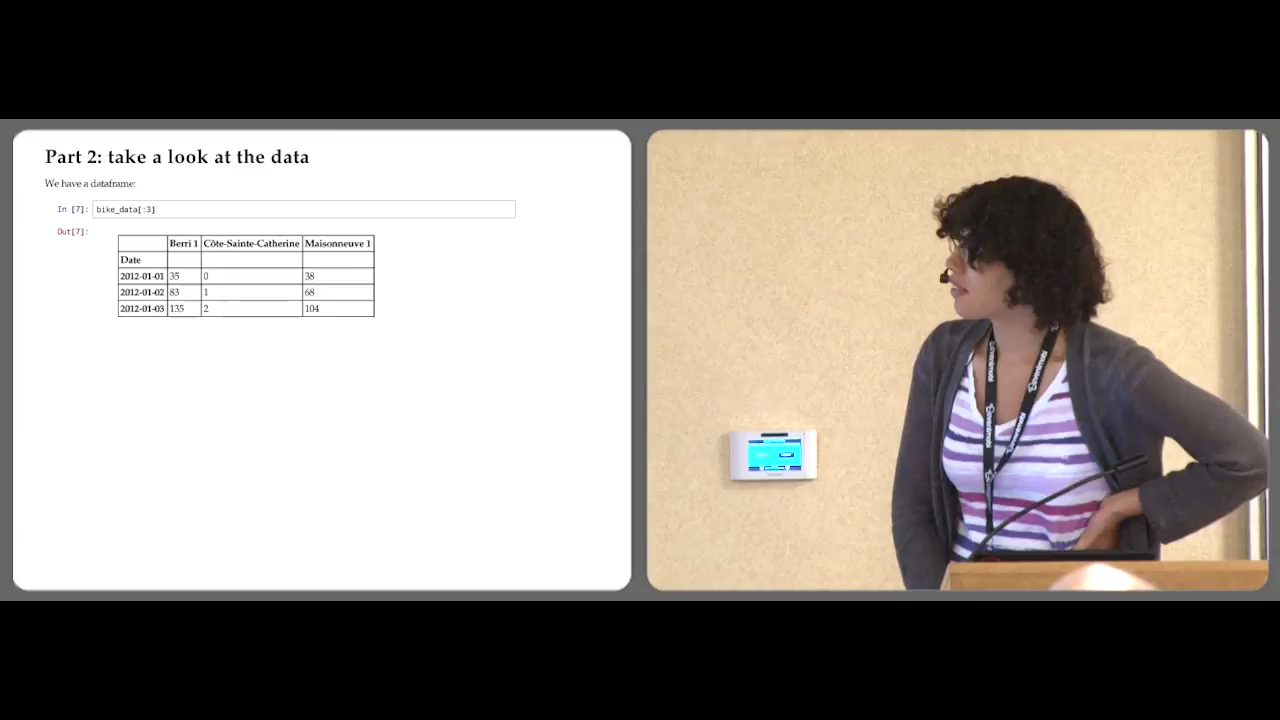 Part 2: take a look at the data
We have a dataframe:
In [7]: bike_data[:3]
Out[7]:
Berri 1 Côte-Sainte-Catherine Maisonneuve 1
Date
2012-01-01 35 0 38
2012-01-02 83 1 68
2012-01-03 135 2 104